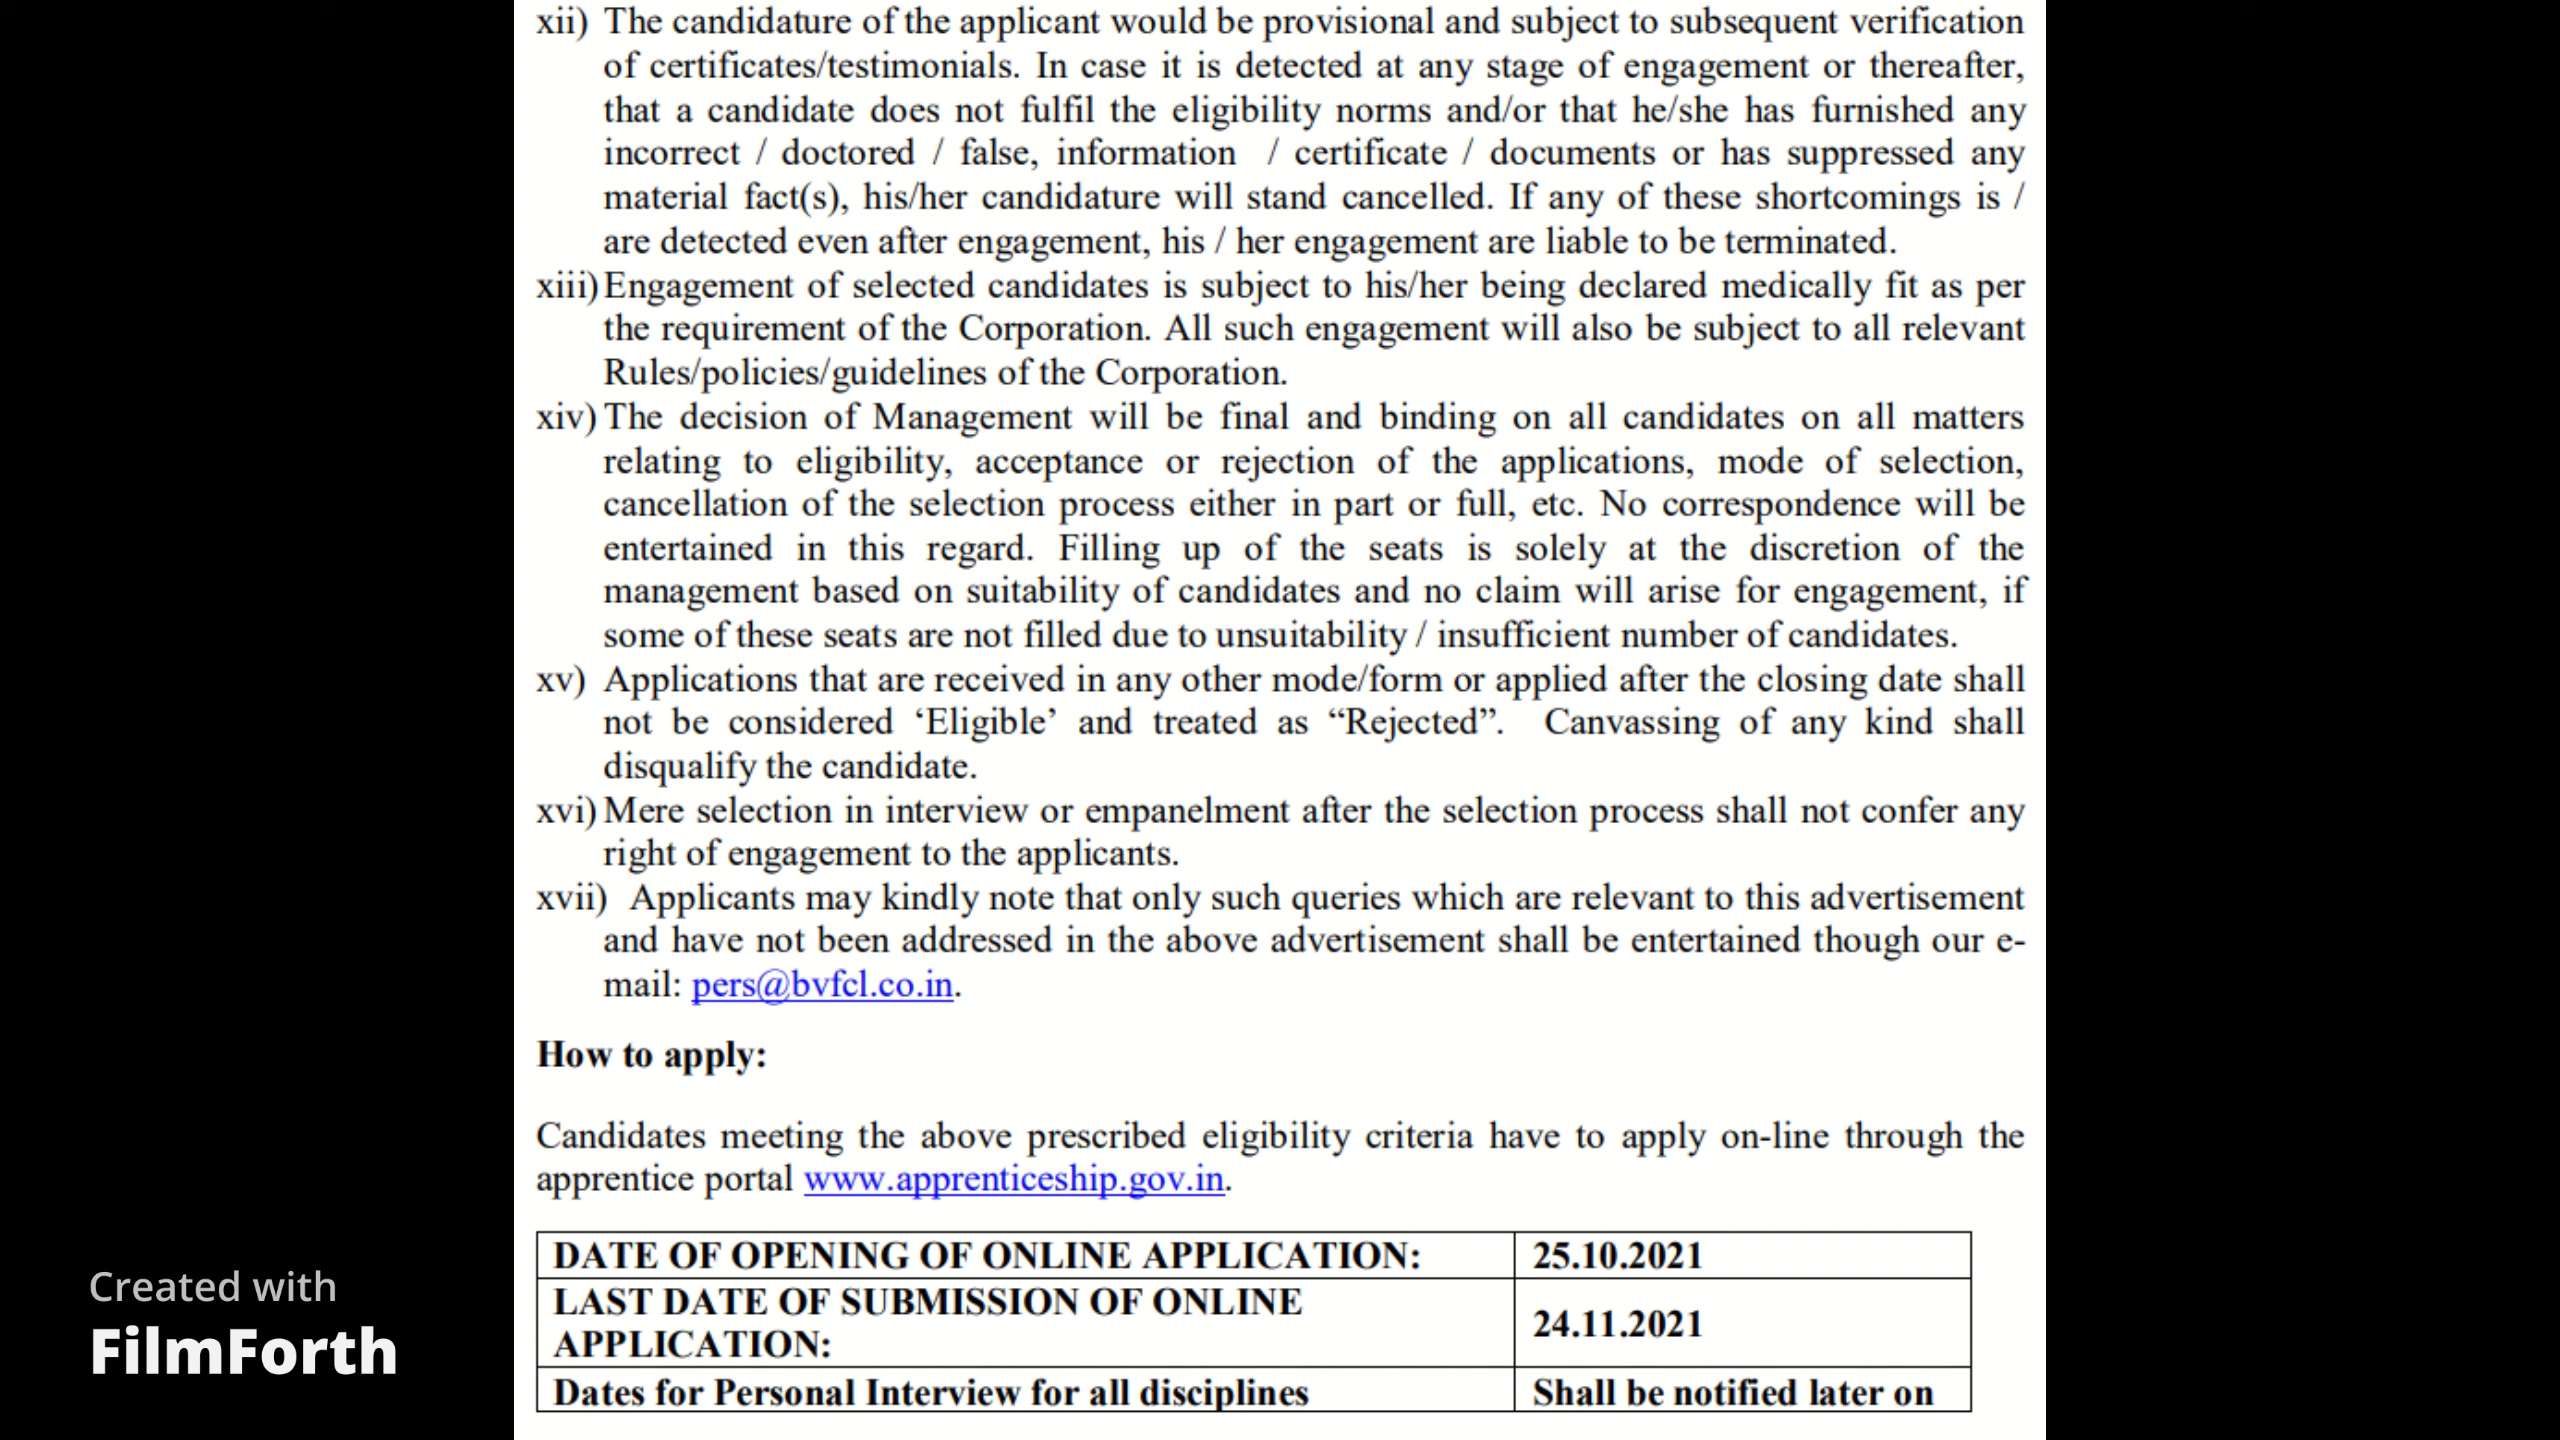 xii) The candidature of the applicant would be provisional and subject to subsequent verification
of certificates/testimonials. In case it is detected at any stage of engagement or thereafter,
that a candidate does not fulfil the eligibility norms and/or that he/she has furnished any
incorrect / doctored / false, information / certificate / documents or has suppressed any
material fact(s), his/her candidature will stand cancelled. If any of these shortcomings is /
are detected even after engagement, his / her engagement are liable to be terminated.
xiii) Engagement of selected candidates is subject to his/her being declared medically fit as per
the requirement of the Corporation. All such engagement will also be subject to all relevant
Rules/policies/guidelines of the Corporation.
xiv) The decision of Management will be final and binding on all candidates on all matters
relating to eligibility, acceptance or rejection of the applications, mode of selection,
cancellation of the selection process either in part or full, etc. No correspondence will be
entertained in this regard. Filling up of the seats is solely at the discretion of the
management based on suitability of candidates and no claim will arise for engagement, if
some of these seats are not filled due to unsuitability / insufficient number of candidates.
xv) Applications that are received in any other mode/form or applied after the closing date shall
not be considered ‘Eligible’ and treated as “Rejected”. Canvassing of any kind shall
disqualify the candidate.
xvi) Mere selection in interview or empanelment after the selection process shall not confer any
right of engagement to the applicants.
xvii) Applicants may kindly note that only such queries which are relevant to this advertisement
and have not been addressed in the above advertisement shall be entertained though our e-
mail: pers@bvfcl.co.in.
How to apply:
Candidates meeting the above prescribed eligibility criteria have to apply on-line through the
apprentice portal www.apprenticeship.gov.in.
DATE OF OPENING OF ONLINE APPLICATION: 25.10.2021
LAST DATE OF SUBMISSION OF ONLINE
APPLICATION: 24.11.2021
Dates for Personal Interview for all disciplines Shall be notified later on
Created with
FilmForth